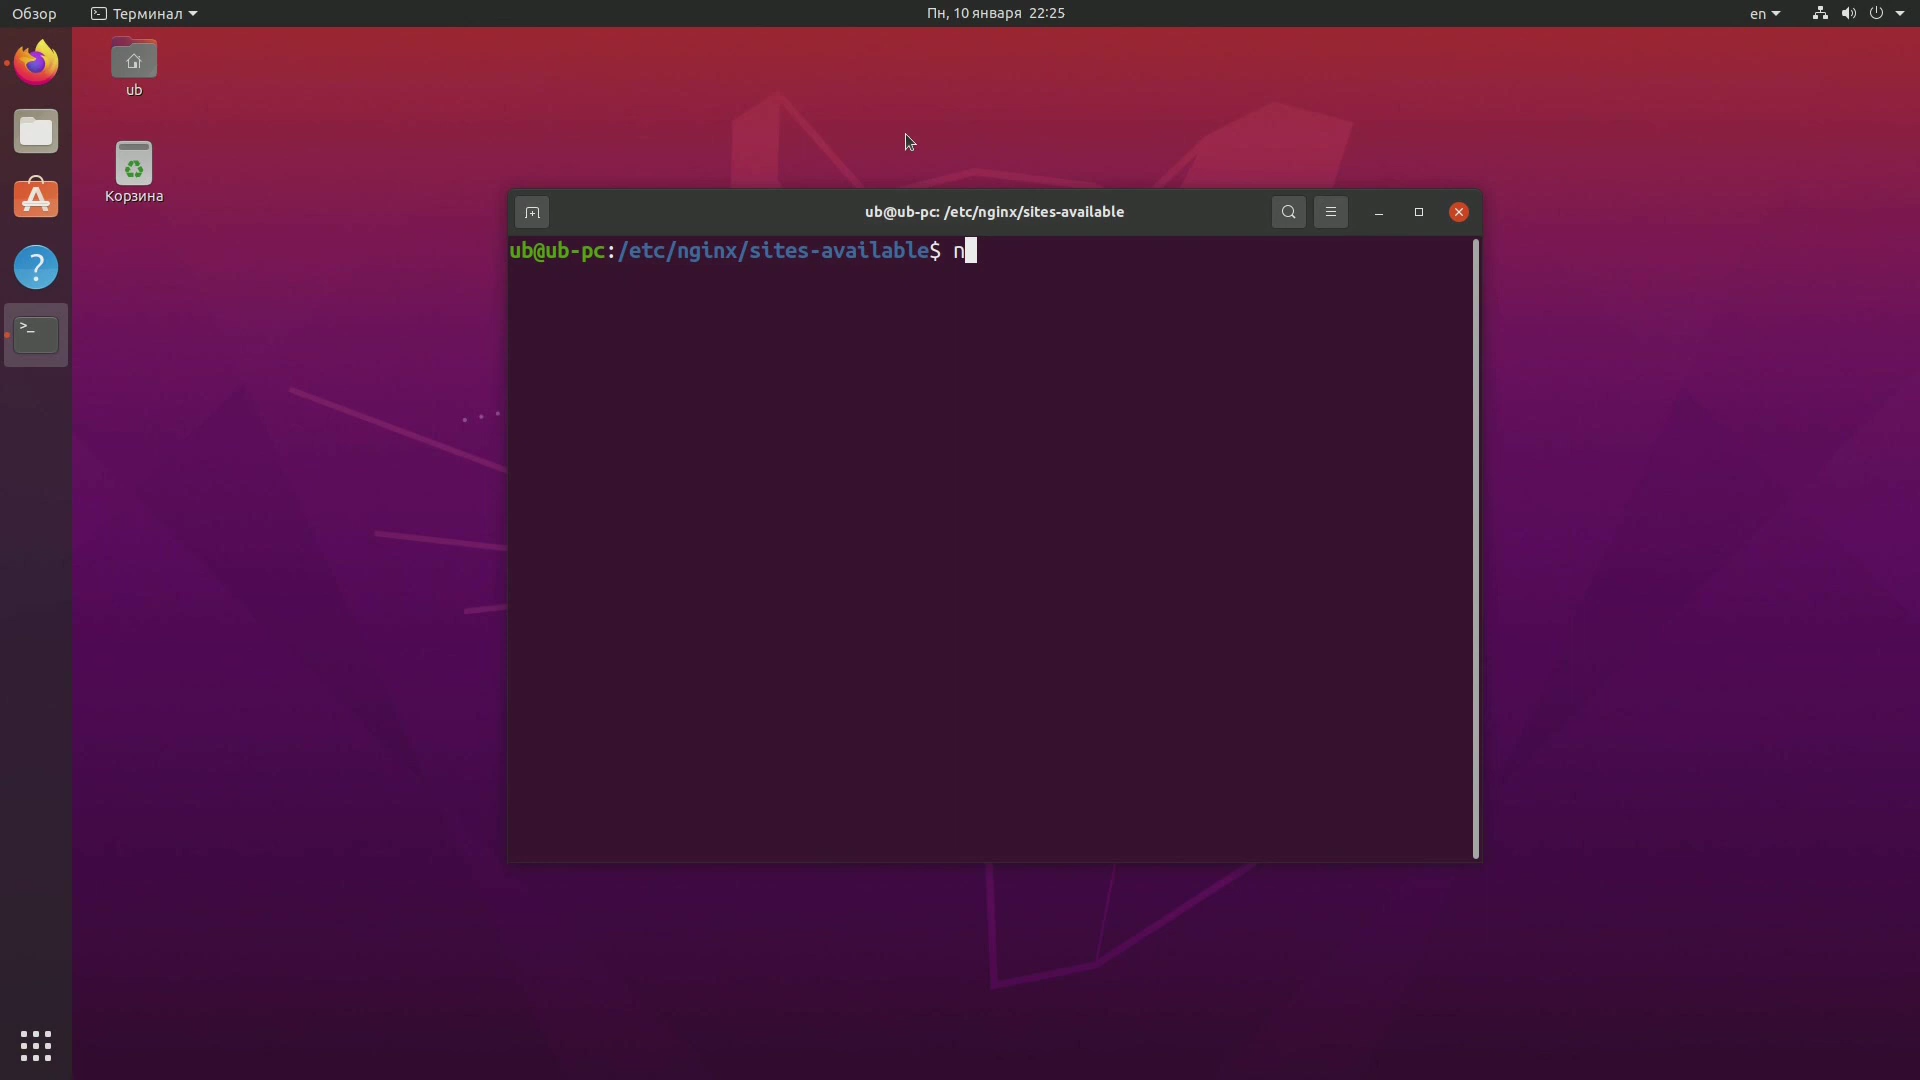 Обзор
Терминал
Пн, 10 января 22:25
en
ub
Корзина
ub@ub-pc: /etc/nginx/sites-available
ub@ub-pc:/etc/nginx/sites-available$ n